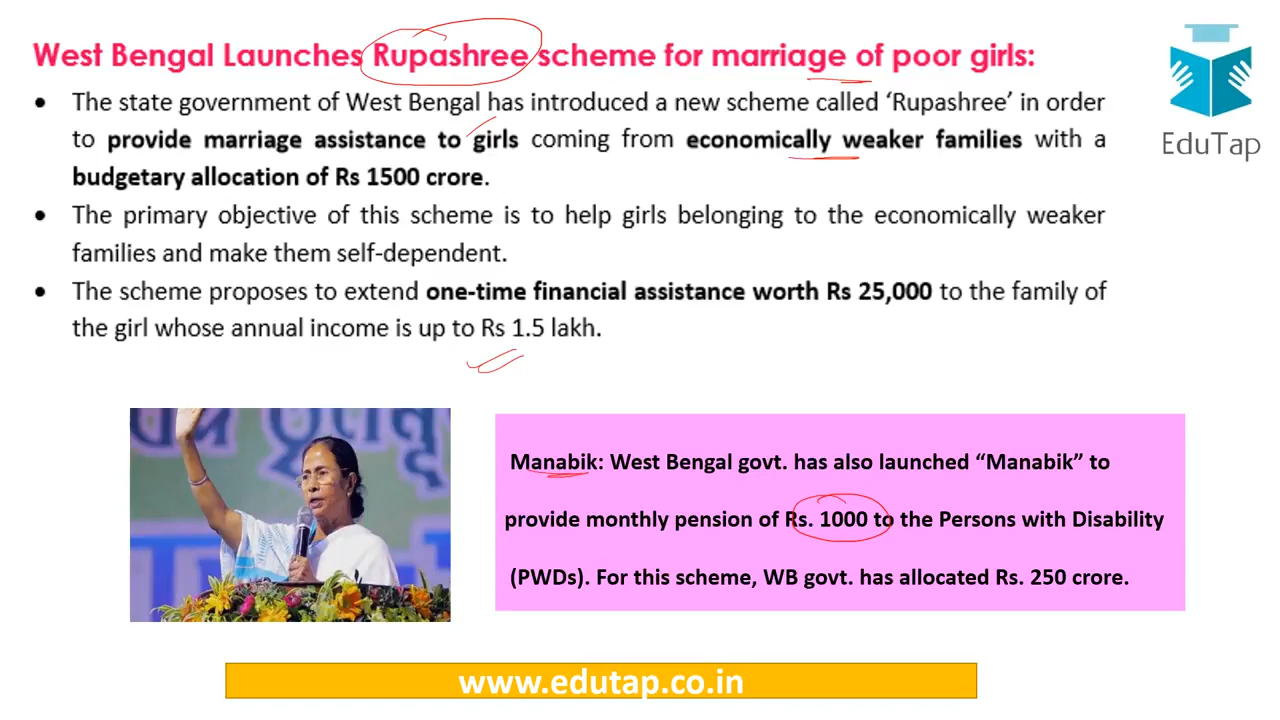 West Bengal Launches Rupashree scheme for marriage of poor girls:
• The state government of West Bengal has introduced a new scheme called ‘Rupashree’ in order
to provide marriage assistance to girls coming from economically weaker families with a
budgetary allocation of Rs 1500 crore.
• The primary objective of this scheme is to help girls belonging to the economically weaker
families and make them self-dependent.
• The scheme proposes to extend one-time financial assistance worth Rs 25,000 to the family of
the girl whose annual income is up to Rs 1.5 lakh.
EduTap
Manabik: West Bengal govt. has also launched “Manabik” to
provide monthly pension of Rs. 1000 to the Persons with Disability
(PWDs). For this scheme, WB govt. has allocated Rs. 250 crore.
www.edutap.co.in